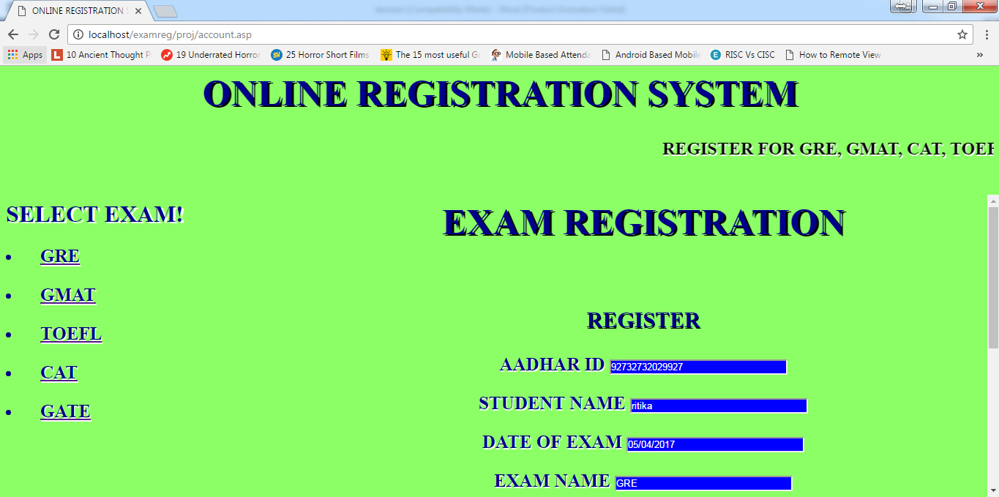 ONLINE REGISTRATION S
localhost/examreg/proj/account.asp
Apps 10 Ancient Thought P 19 Underrated Horror 25 Horror Short Films The 15 most useful Go Mobile Based Attenda Android Based Mobile RISC Vs CISC How to Remote View »
ONLINE REGISTRATION SYSTEM
REGISTER FOR GRE, GMAT, CAT, TOEF
SELECT EXAM!
• GRE
• GMAT
• TOEFL
• CAT
• GATE
EXAM REGISTRATION
REGISTER
AADHAR ID 92732732029927
STUDENT NAME ritika
DATE OF EXAM 05/04/2017
EXAM NAME GRE